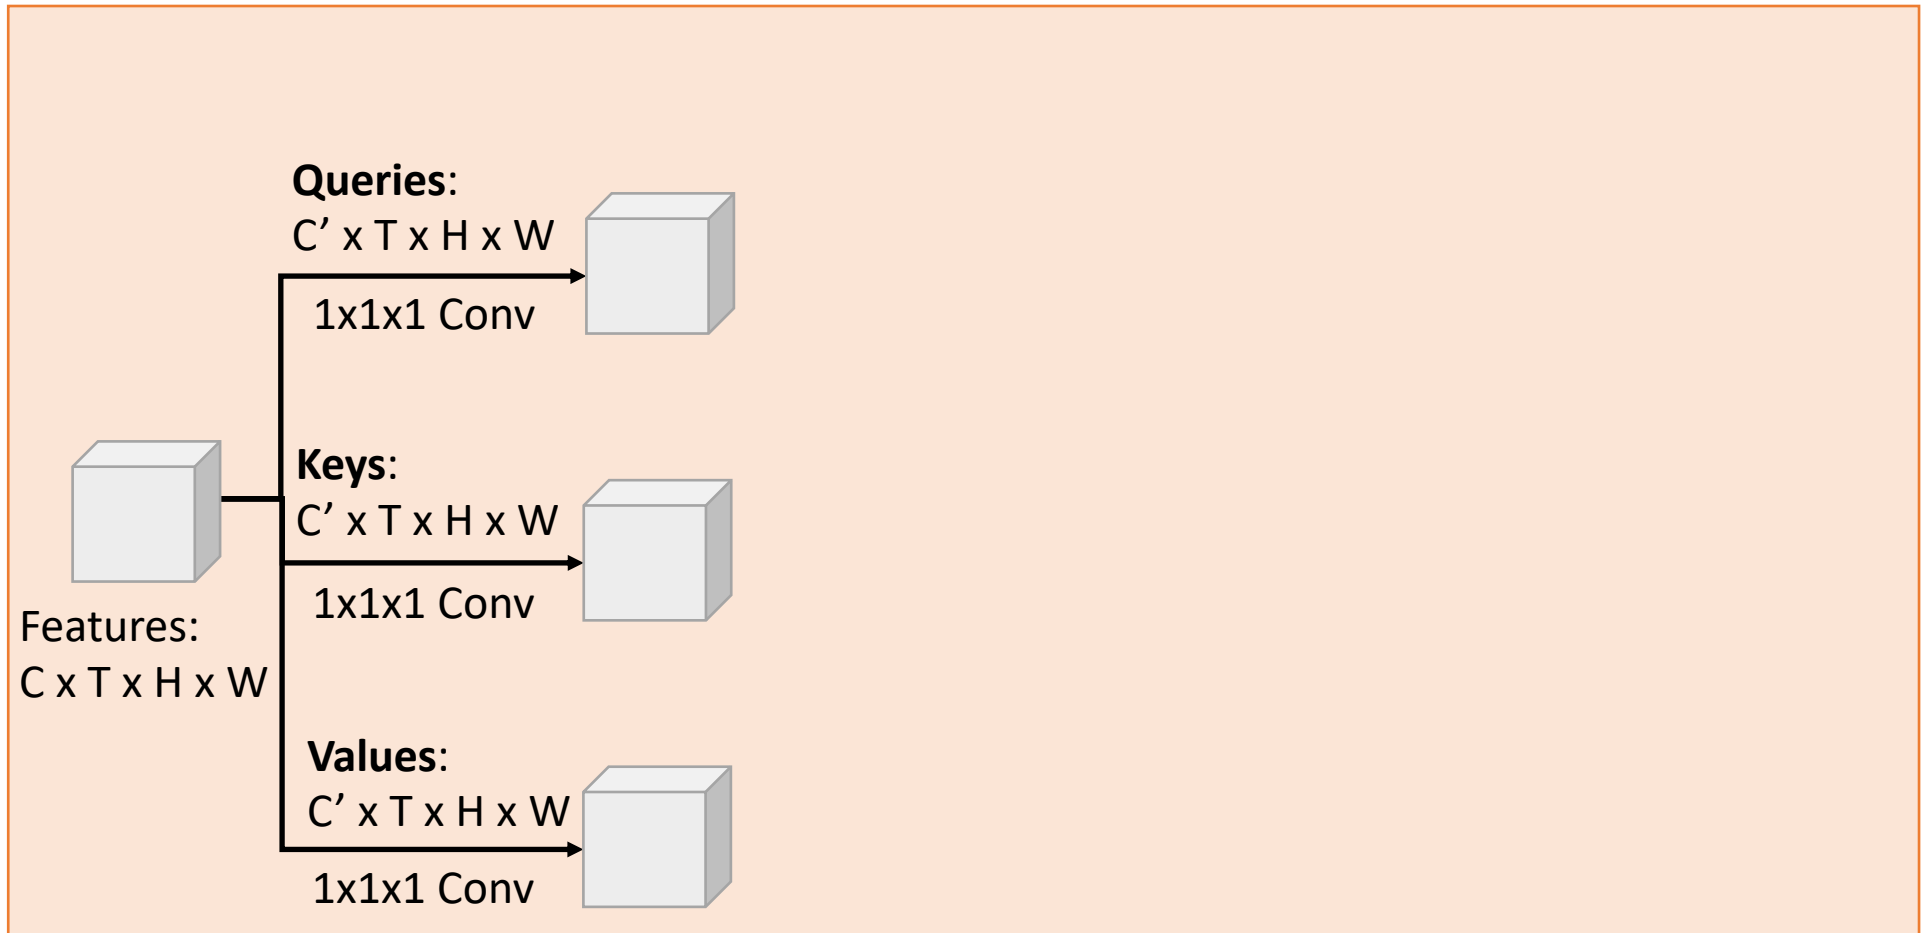 Queries:
C’ x T x H x W
1x1x1 Conv
Keys:
C’ x T x H x W
1x1x1 Conv
Features:
C x T x H x W
Values:
C’ x T x H x W
1x1x1 Conv